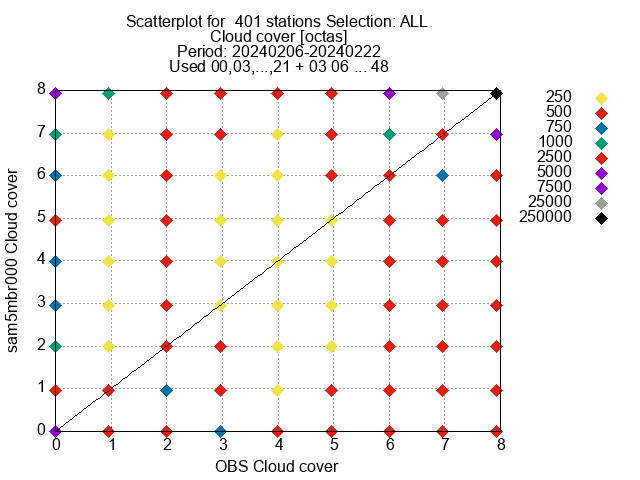 Scatterplot for  401 stations Selection: ALL
Cloud cover [octas]
Period: 20240206-20240222
Used 00,03,...,21 + 03 06 ... 48
8
7
6
5
4
3
2
1
0
sam5mbr000 Cloud cover
0 1 2 3 4 5 6 7 8
OBS Cloud cover
250
500
750
1000
2500
5000
7500
25000
250000